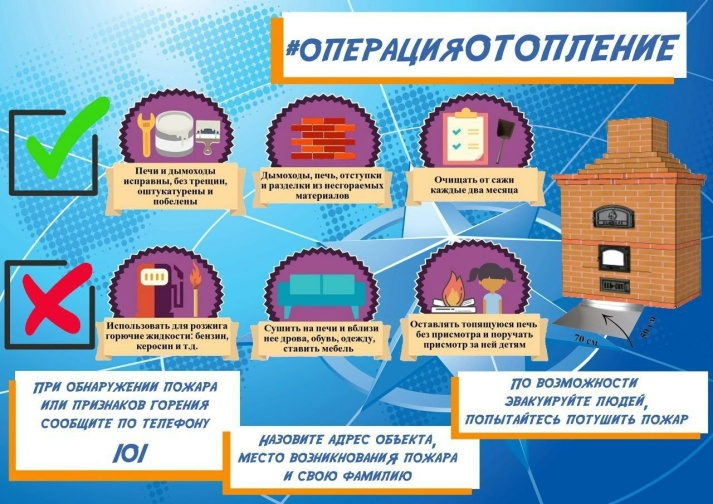 #ОПЕРАЦИЯОТОПЛЕНИЕ
Печи и дымоходы
исправны, без трещин,
оштукатурены и
побелены
Дымоходы, печь, отступки
и разделки из несгораемых
материалов
Очищать от сажи
каждые два месяца
Использовать для розжига
горючие жидкости: бензин,
керосин и т.д.
Сушить на печи и вблизи
нее дрова, обувь, одежду,
ставить мебель
Оставлять топящуюся печь
без присмотра и поручать
присмотр за ней детям
70 см
50 см
ПРИ ОБНАРУЖЕНИИ ПОЖАРА
ИЛИ ПРИЗНАКОВ ГОРЕНИЯ
СООБЩИТЕ ПО ТЕЛЕФОНУ
101
НАЗОВИТЕ АДРЕС ОБЪЕКТА,
МЕСТО ВОЗНИКНОВАНИЯ ПОЖАРА
И СВОЮ ФАМИЛИЮ
ПО ВОЗМОЖНОСТИ
ЭВАКУИРУЙТЕ ЛЮДЕЙ,
ПОПЫТАЙТЕСЬ ПОТУШИТЬ ПОЖАР